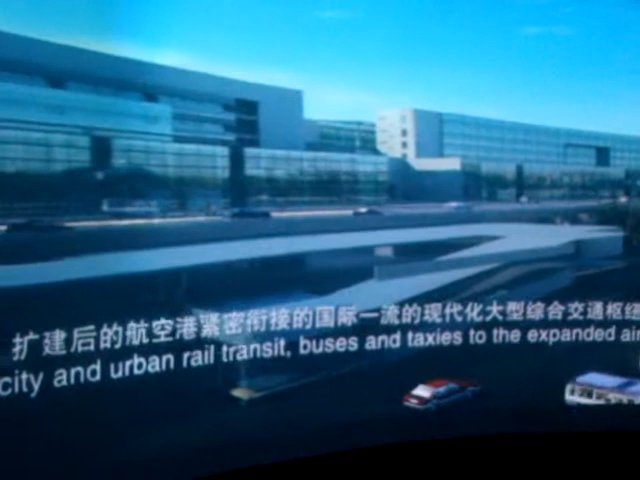 扩建后的航空港紧密衔接的国际一流的现代化大型综合交通枢纽
city and urban rail transit, buses and taxies to the expanded air